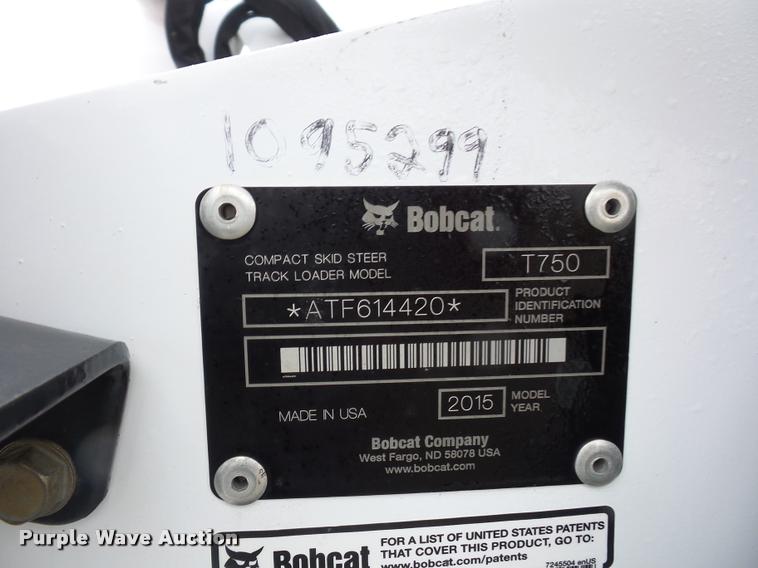 1095299
Bobcat.
COMPACT SKID STEER
TRACK LOADER MODEL
T750
*ATF614420*
PRODUCT
IDENTIFICATION
NUMBER
MADE IN USA
2015
MODEL
YEAR
Bobcat Company
West Fargo, ND 58078 USA
www.bobcat.com
Purple Wave Auction
Bobcat
FOR A LIST OF UNITED STATES PATENTS
THAT COVER THIS PRODUCT, GO TO:
www.bobcat.com/patents
7245504 enUS